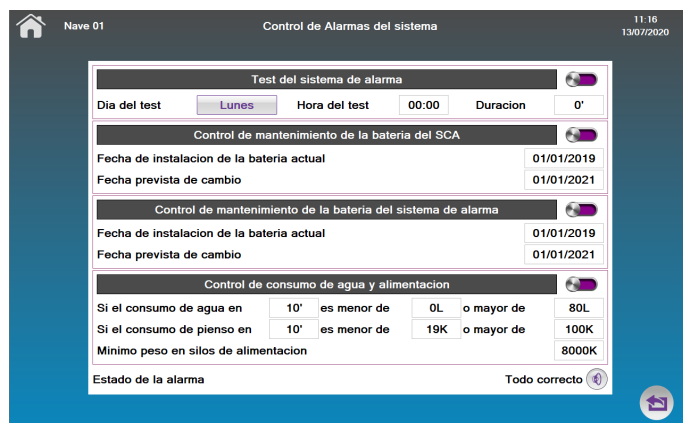 Nave 01 Control de Alarmas del sistema 11:16
13/07/2020
Test del sistema de alarma
Dia del test Lunes Hora del test 00:00 Duracion 0'
Control de mantenimiento de la bateria del SCA
Fecha de instalacion de la bateria actual 01/01/2019
Fecha prevista de cambio 01/01/2021
Control de mantenimiento de la bateria del sistema de alarma
Fecha de instalacion de la bateria actual 01/01/2019
Fecha prevista de cambio 01/01/2021
Control de consumo de agua y alimentacion
Si el consumo de agua en 10' es menor de 0L o mayor de 80L
Si el consumo de pienso en 10' es menor de 19K o mayor de 100K
Minimo peso en silos de alimentacion 8000K
Estado de la alarma Todo correcto